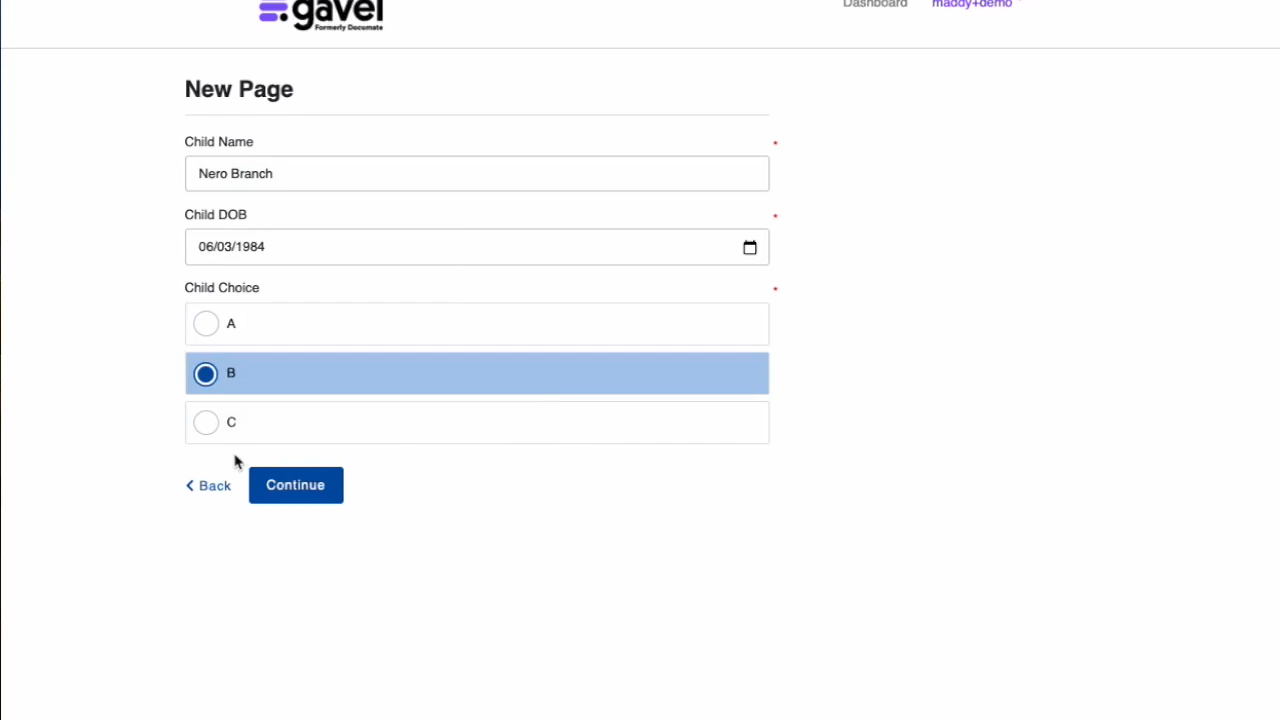 gavel
Formerly Documate
Dashboard
maddy+demo
New Page
Child Name
*
Nero Branch
Child DOB
*
06/03/1984
Child Choice
*
A
B
C
Back
Continue